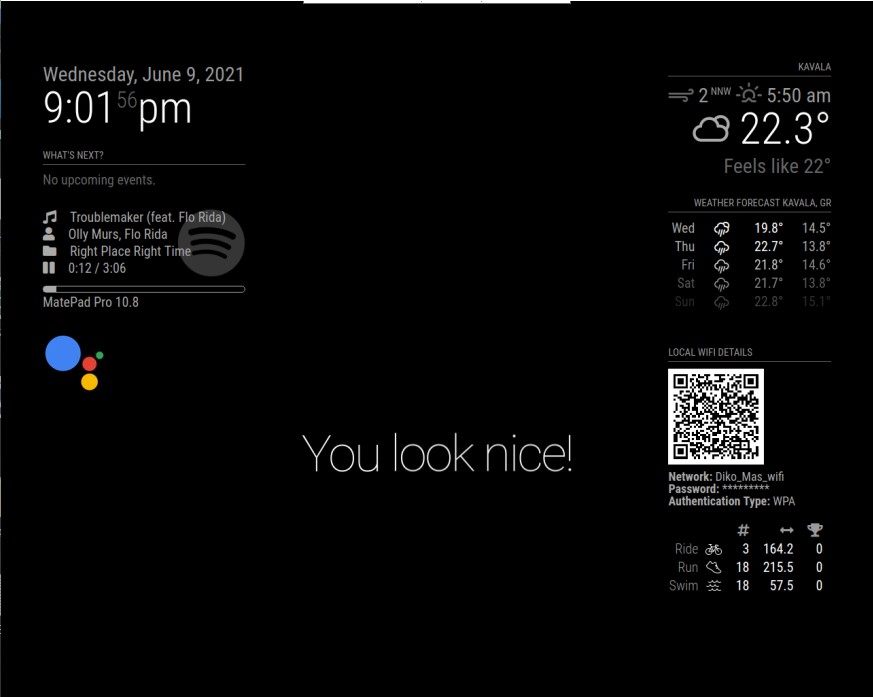 Wednesday, June 9, 2021
9:01 56 pm
WHAT'S NEXT?
No upcoming events.
Troublemaker (feat. Flo Rida)
Olly Murs, Flo Rida
Right Place Right Time
0:12 / 3:06
MatePad Pro 10.8
You look nice!
KAVALA
2 NNW 5:50 am
22.3°
Feels like 22°
WEATHER FORECAST KAVALA, GR
Wed 19.8° 14.5°
Thu 22.7° 13.8°
Fri 21.8° 14.6°
Sat 21.7° 13.8°
Sun 22.8° 15.1°
LOCAL WIFI DETAILS
Network: Diko_Mas_wifi
Password: *********
Authentication Type: WPA
#
Ride 3 164.2 0
Run 18 215.5 0
Swim 18 57.5 0